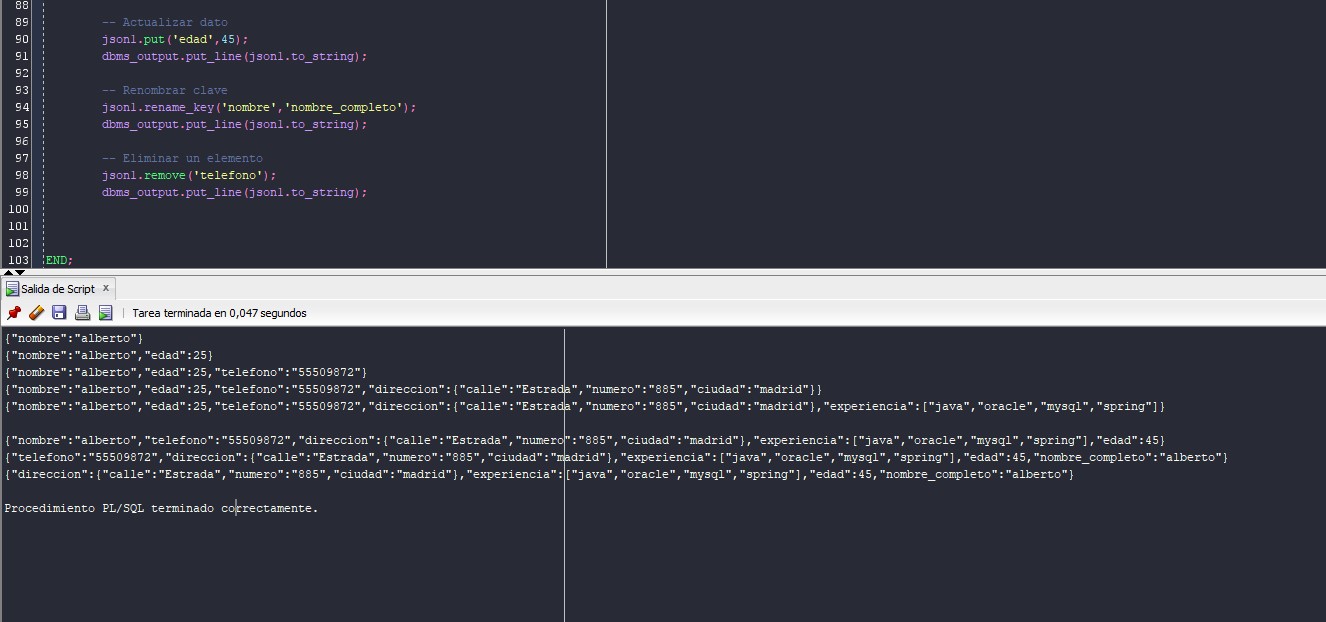 88
89 -- Actualizar dato
90 json1.put('edad',45);
91 dbms_output.put_line(json1.to_string);
92
93 -- Renombrar clave
94 json1.rename_key('nombre','nombre_completo');
95 dbms_output.put_line(json1.to_string);
96
97 -- Eliminar un elemento
98 json1.remove('telefono');
99 dbms_output.put_line(json1.to_string);
100
101
102
103 END;
Salida de Script x
Tarea terminada en 0,047 segundos
{"nombre":"alberto"}
{"nombre":"alberto","edad":25}
{"nombre":"alberto","edad":25,"telefono":"55509872"}
{"nombre":"alberto","edad":25,"telefono":"55509872","direccion":{"calle":"Estrada","numero":"885","ciudad":"madrid"}}
{"nombre":"alberto","edad":25,"telefono":"55509872","direccion":{"calle":"Estrada","numero":"885","ciudad":"madrid"},"experiencia":["java","oracle","mysql","spring"]}
{"nombre":"alberto","telefono":"55509872","direccion":{"calle":"Estrada","numero":"885","ciudad":"madrid"},"experiencia":["java","oracle","mysql","spring"],"edad":45}
{"telefono":"55509872","direccion":{"calle":"Estrada","numero":"885","ciudad":"madrid"},"experiencia":["java","oracle","mysql","spring"],"edad":45,"nombre_completo":"alberto"}
{"direccion":{"calle":"Estrada","numero":"885","ciudad":"madrid"},"experiencia":["java","oracle","mysql","spring"],"edad":45,"nombre_completo":"alberto"}
Procedimiento PL/SQL terminado correctamente.